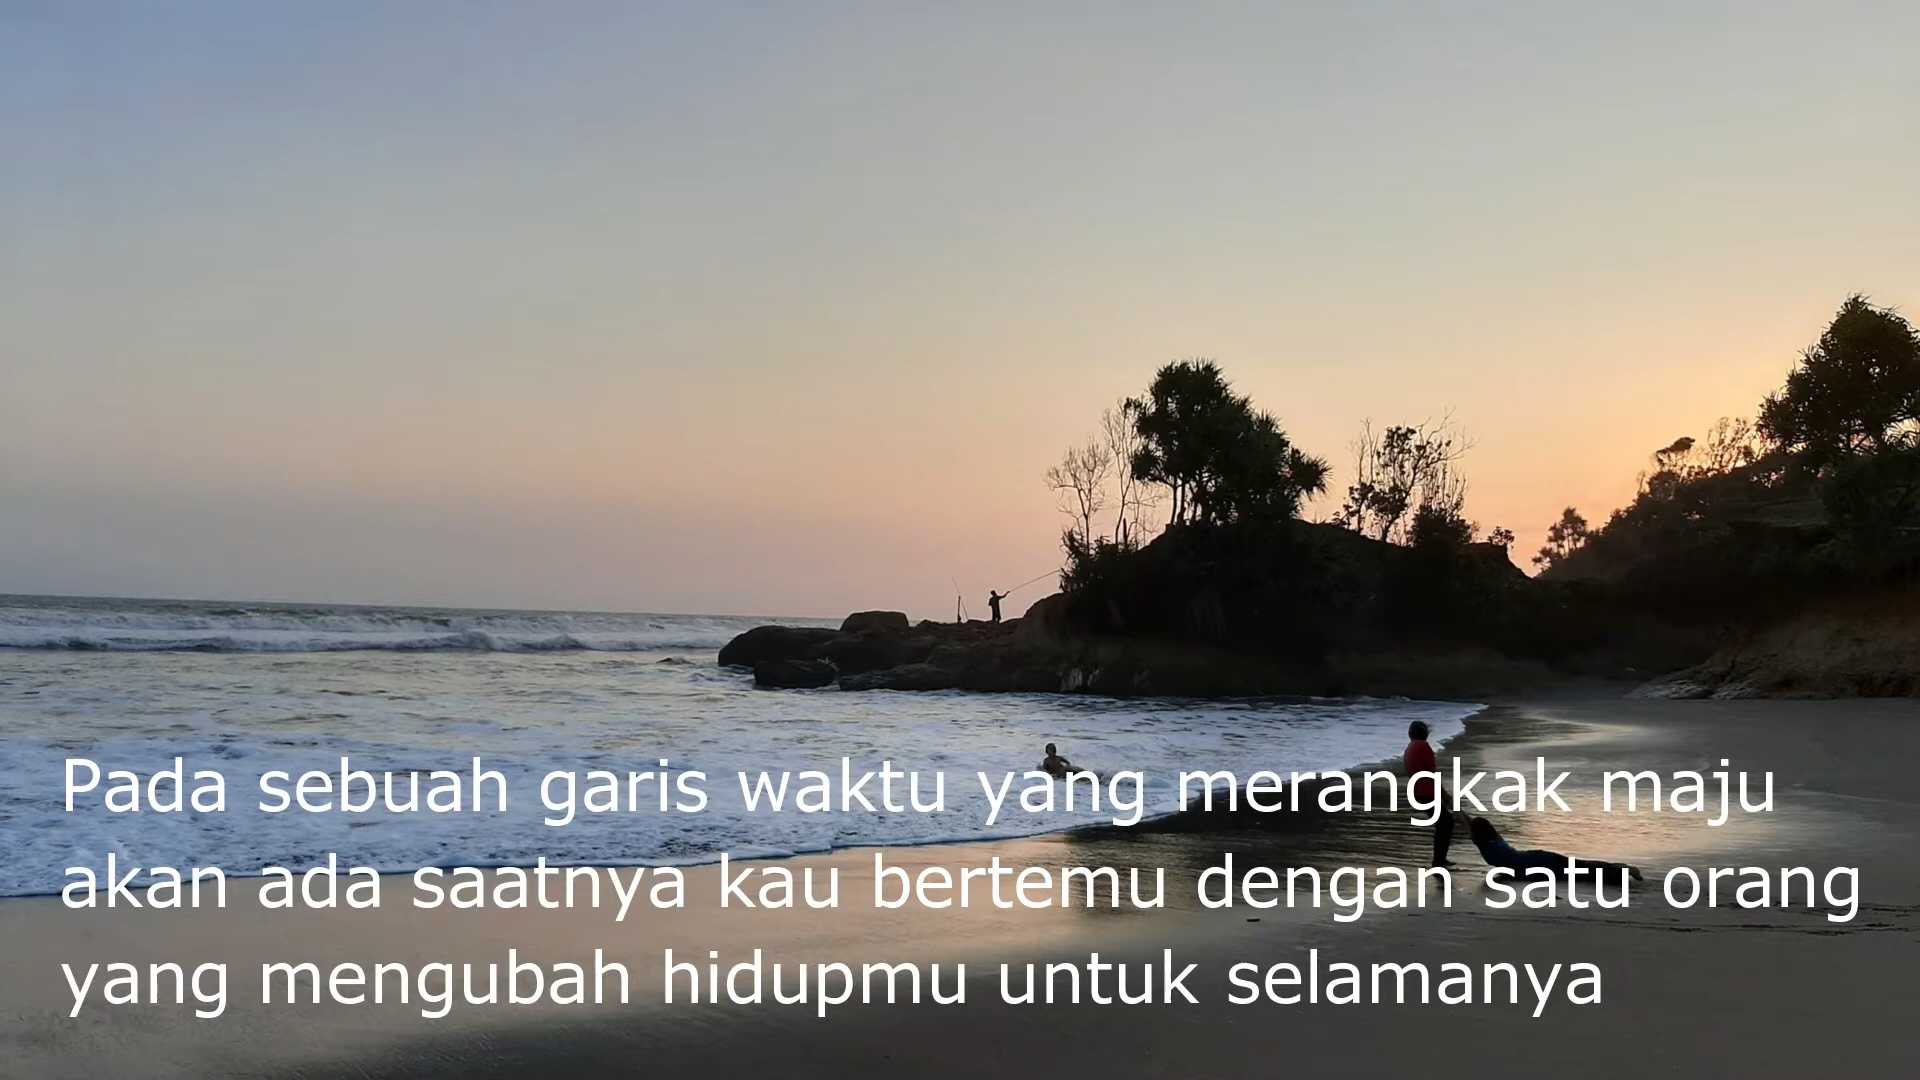 Pada sebuah garis waktu yang merangkak maju
akan ada saatnya kau bertemu dengan satu orang
yang mengubah hidupmu untuk selamanya